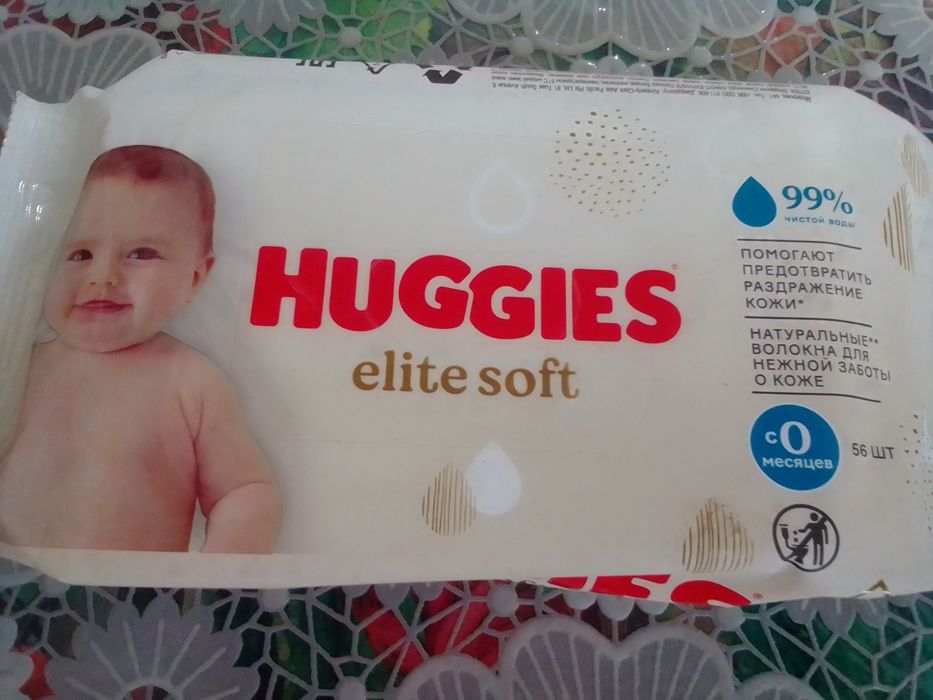 HUGGIES
elite soft
99%
чистой воды
ПОМОГАЮТ
ПРЕДОТВРАТИТЬ
РАЗДРАЖЕНИЕ
КОЖИ*
НАТУРАЛЬНЫЕ**
ВОЛОКНА ДЛЯ
НЕЖНОЙ ЗАБОТЫ
О КОЖЕ
с 0
месяцев
56 ШТ